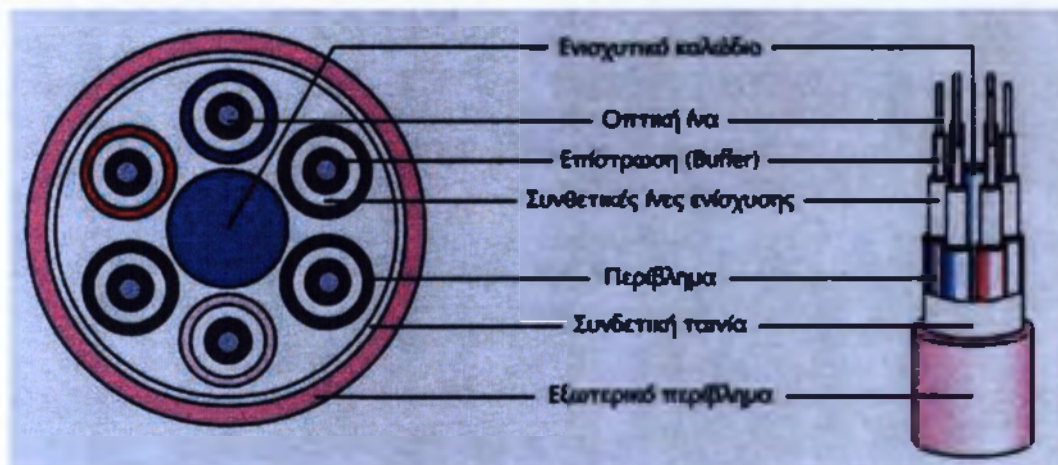 Ενισχυτικό καλώδιο
Οπτική ίνα
Επίστρωση (Buffer)
Συνθετικές ίνες ενίσχυσης
Περίβλημα
Συνδετική ταινία
Εξωτερικό περίβλημα